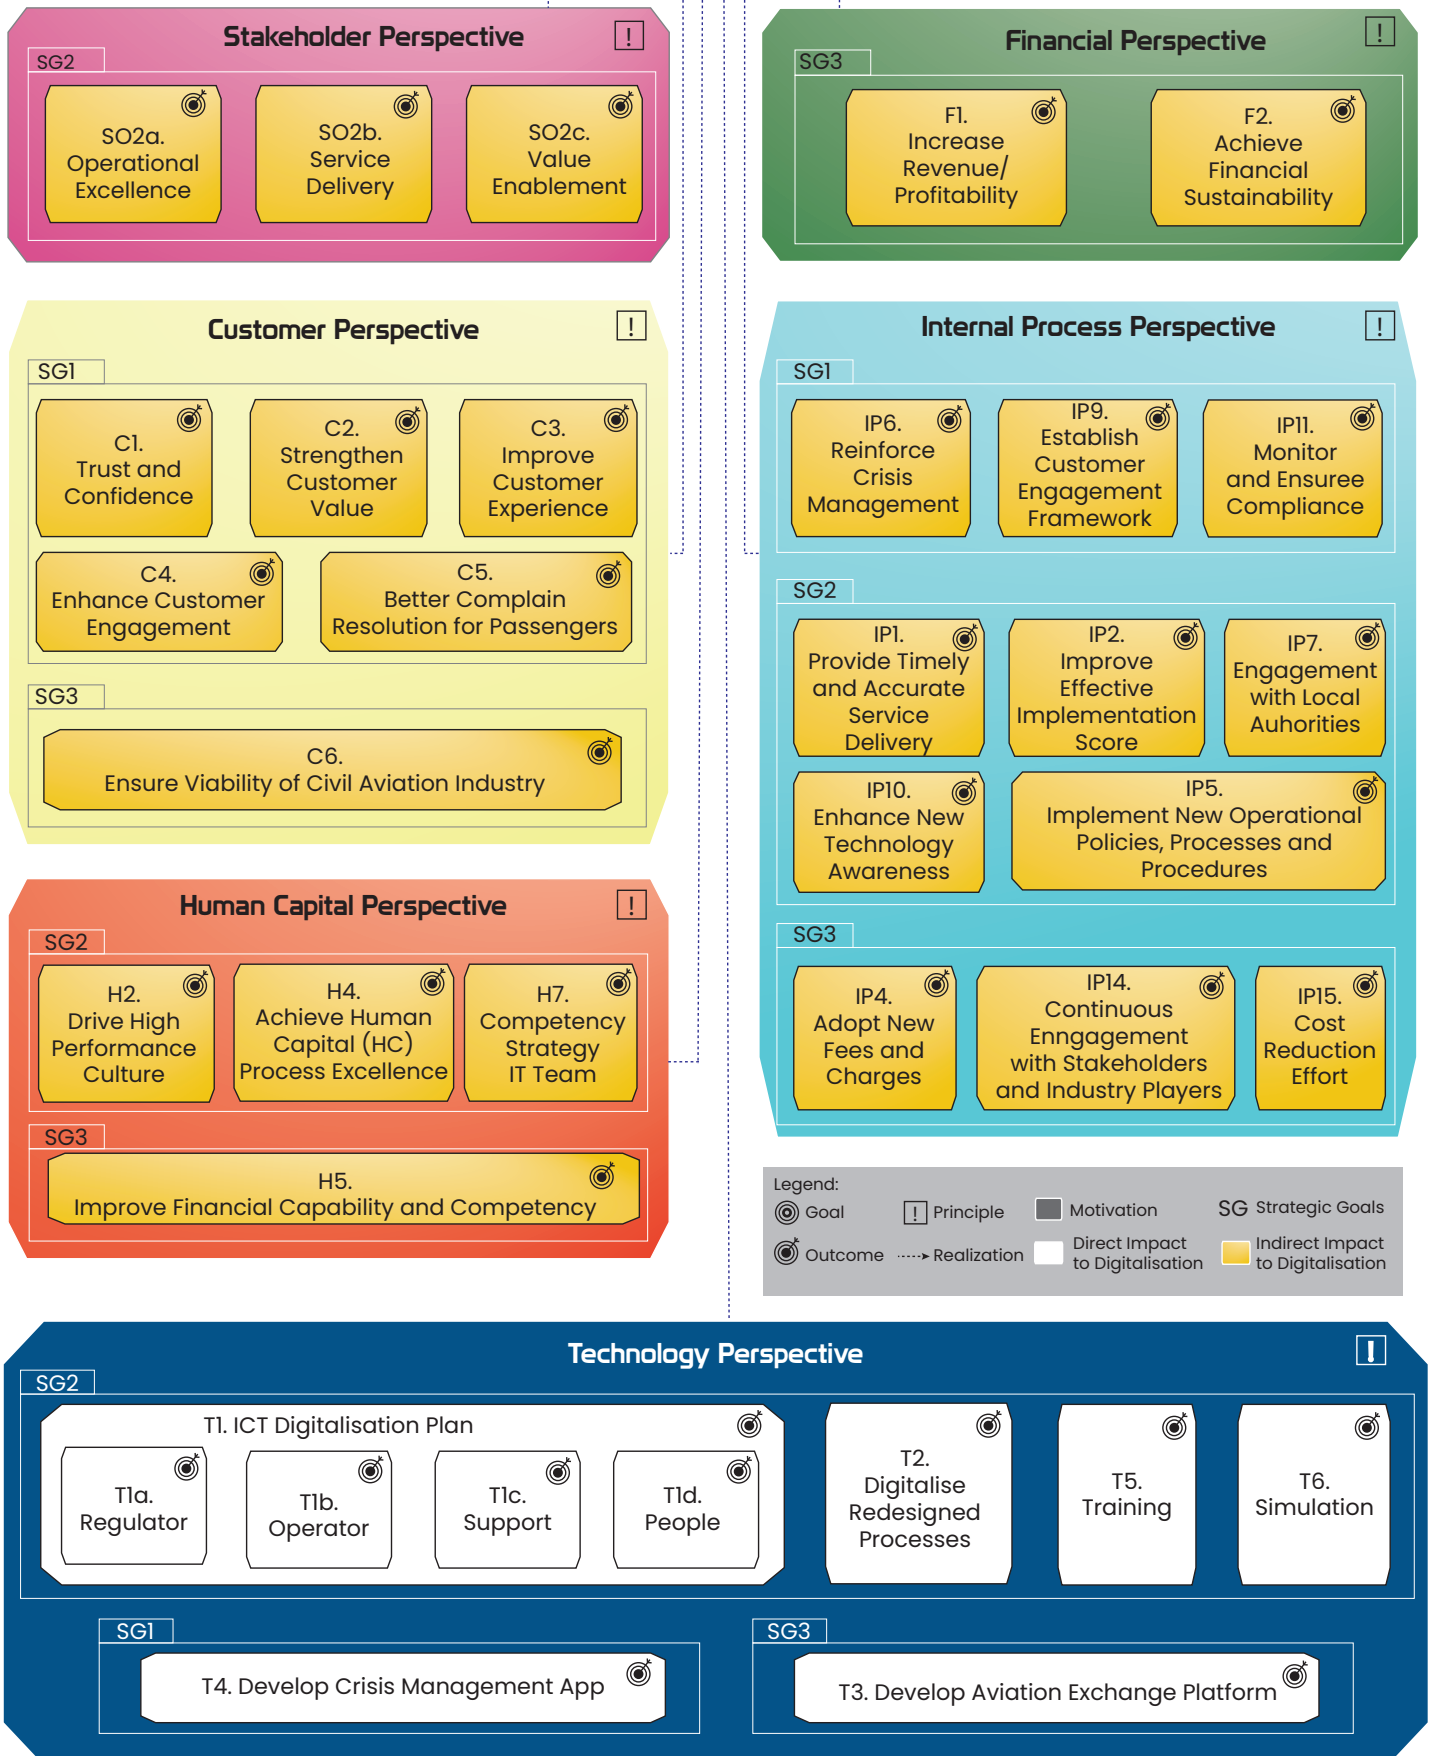 Stakeholder Perspective
!
SG2
SO2a.
Operational
Excellence
SO2b.
Service
Delivery
SO2c.
Value
Enablement
Financial Perspective
!
SG3
F1.
Increase
Revenue/
Profitability
F2.
Achieve
Financial
Sustainability
Customer Perspective
!
SG1
C1.
Trust and
Confidence
C2.
Strengthen
Customer
Value
C3.
Improve
Customer
Experience
C4.
Enhance Customer
Engagement
C5.
Better Complain
Resolution for Passengers
SG3
C6.
Ensure Viability of Civil Aviation Industry
Internal Process Perspective
!
SG1
IP6.
Reinforce
Crisis
Management
IP9.
Establish
Customer
Engagement
Framework
IP11.
Monitor
and Ensuree
Compliance
SG2
IP1.
Provide Timely
and Accurate
Service
Delivery
IP2.
Improve
Effective
Implementation
Score
IP7.
Engagement
with Local
Auhorities
IP10.
Enhance New
Technology
Awareness
IP5.
Implement New Operational
Policies, Processes and
Procedures
SG3
IP4.
Adopt New
Fees and
Charges
IP14.
Continuous
Enngagement
with Stakeholders
and Industry Players
IP15.
Cost
Reduction
Effort
Human Capital Perspective
!
SG2
H2.
Drive High
Performance
Culture
H4.
Achieve Human
Capital (HC)
Process Excellence
H7.
Competency
Strategy
IT Team
SG3
H5.
Improve Financial Capability and Competency
Legend:
Goal
! Principle
Motivation
SG Strategic Goals
Outcome
Realization
Direct Impact
to Digitalisation
Indirect Impact
to Digitalisation
Technology Perspective
!
SG2
T1. ICT Digitalisation Plan
T1a.
Regulator
T1b.
Operator
T1c.
Support
T1d.
People
T2.
Digitalise
Redesigned
Processes
T5.
Training
T6.
Simulation
SG1
T4. Develop Crisis Management App
SG3
T3. Develop Aviation Exchange Platform